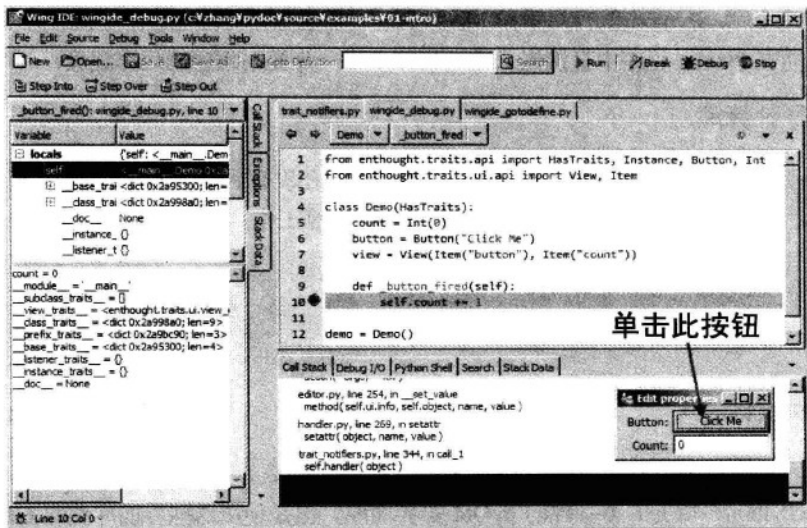 Wing IDE: wingide_debug.py (c:¥zhang¥pydoc¥source¥examples¥01-intro)
File Edit Source Debug Tools Window Help
New Open... Save Save As Goto Definition Search Run Break Debug Stop
Step Into Step Over Step Out
_button_fired(): wingide_debug.py, line 10
Variable Value
locals {'self': <__main__.Dem
self <__main__.Demo 0x2a
__base_trai <dict 0x2a95300; len=
__class_trai <dict 0x2a998a0; len=
__doc__ None
__instance_ {}
__listener_t {}
count = 0
__module__ = '__main__'
__subclass_traits__ = []
__view_traits__ = <enthought.traits.ui.view_
__class_traits__ = <dict 0x2a998a0; len=9>
__prefix_traits__ = <dict 0x2a9bc90; len=3>
__base_traits__ = <dict 0x2a95300; len=4>
__listener_traits__ = {}
__instance_traits__ = {}
__doc__ = None
Call Stack
Exceptions
Stack Data
trait_notifiers.py wingide_debug.py wingide_gotodefine.py
Demo _button_fred
1 from enthought.traits.api import HasTraits, Instance, Button, Int
2 from enthought.traits.ui.api import View, Item
3
4 class Demo(HasTraits):
5 count = Int(0)
6 button = Button("Click Me")
7 view = View(Item("button"), Item("count"))
8
9 def _button_fired(self):
10 self.count += 1
11
12 demo = Demo()
单击此按钮
Call Stack Debug I/O Python Shell Search Stack Data
editor.py, line 254, in __set_value
method( self.ui.info, self.object, name, value )
handler.py, line 269, in setattr
setattr( object, name, value )
trait_notifiers.py, line 344, in call_1
self.handler( object )
Edit properties
Button: Click Me
Count: 0
Line 10 Col 0 -